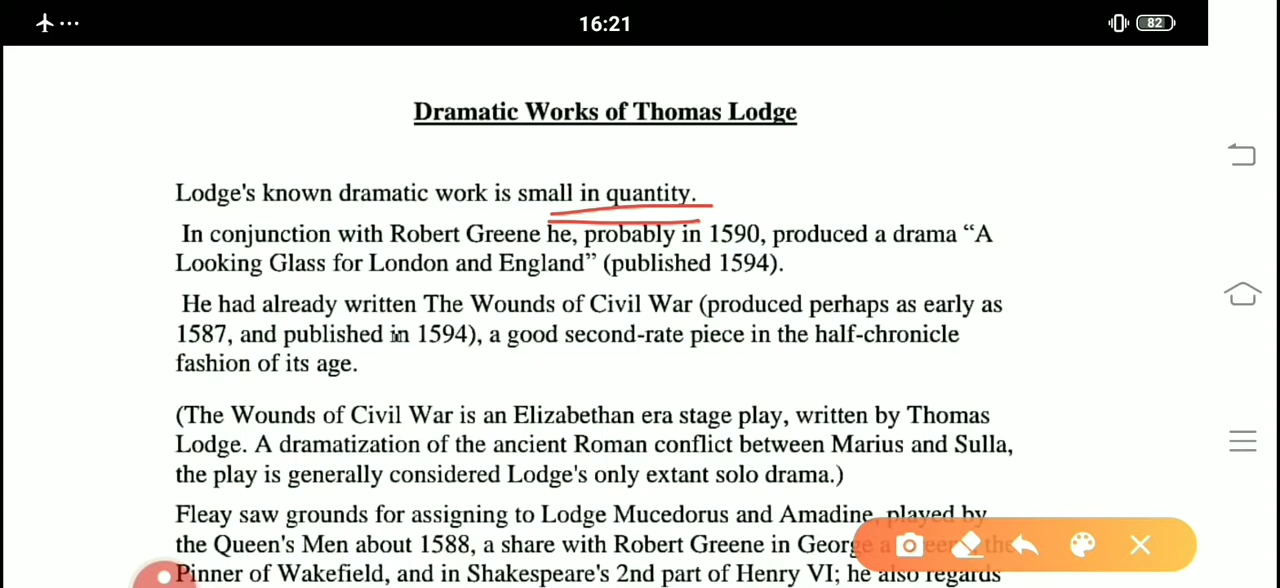 16:21
82
Dramatic Works of Thomas Lodge
Lodge's known dramatic work is small in quantity.
In conjunction with Robert Greene he, probably in 1590, produced a drama “A
Looking Glass for London and England” (published 1594).
He had already written The Wounds of Civil War (produced perhaps as early as
1587, and published in 1594), a good second-rate piece in the half-chronicle
fashion of its age.
(The Wounds of Civil War is an Elizabethan era stage play, written by Thomas
Lodge. A dramatization of the ancient Roman conflict between Marius and Sulla,
the play is generally considered Lodge's only extant solo drama.)
Fleay saw grounds for assigning to Lodge Mucedorus and Amadine, played by
the Queen's Men about 1588, a share with Robert Greene in George a the
Pinner of Wakefield, and in Shakespeare's 2nd part of Henry VI; he also regards